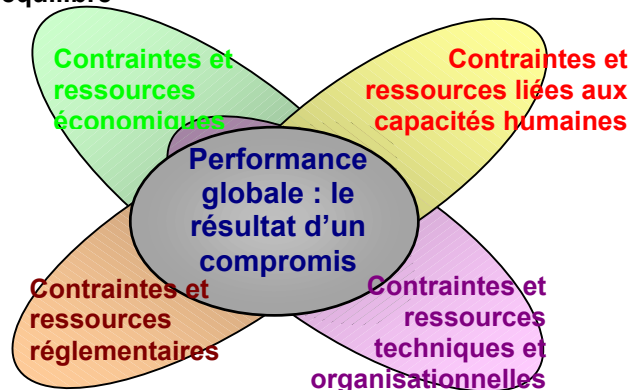 équilibre
Contraintes et
ressources
économiques
Contraintes et
ressources liées aux
capacités humaines
Performance
globale : le
résultat d'un
compromis
Contraintes et
ressources
réglementaires
Contraintes et
ressources
techniques et
organisationnelles